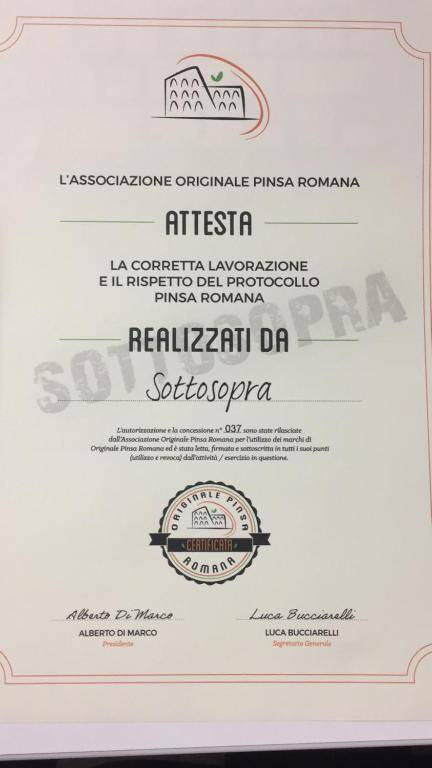 L'ASSOCIAZIONE ORIGINALE PINSA ROMANA
ATTESTA
LA CORRETTA LAVORAZIONE
E IL RISPETTO DEL PROTOCOLLO
PINSA ROMANA
SOTTOSOPRA
REALIZZATI DA
Sottosopra
L'autorizzazione e la concessione n° 037 sono state rilasciate
dall'Associazione Originale Pinsa Romana per l'utilizzo dei marchi di
Originale Pinsa Romana ed è stata letta, firmata e sottoscritta in tutti i suoi punti
(utilizzo e revoca) dall'attività / esercizio in questione.
ORIGINALE PINSA
CERTIFICATA
ROMANA
Alberto Di Marco
ALBERTO DI MARCO
Presidente
Luca Bucciarelli
LUCA BUCCIARELLI
Segretario Generale